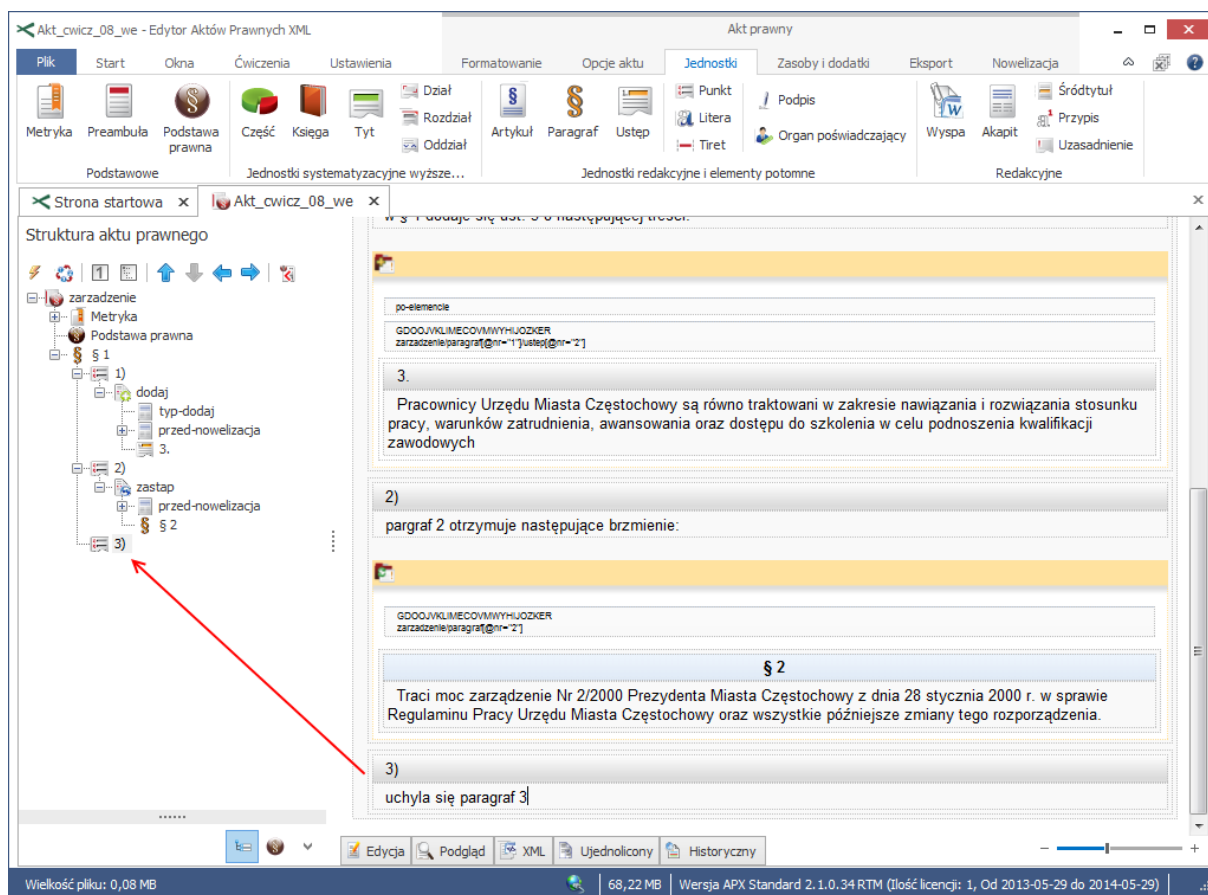 Akt_cwicz_08_we - Edytor Aktów Prawnych XML
Akt prawny
Plik Start Okna Ćwiczenia Ustawienia Formatowanie Opcje aktu Jednostki Zasoby i dodatki Eksport Nowelizacja
Metryka Preambuła Podstawa prawna Część Księga Tyt Dział Rozdział Oddział Artykuł Paragraf Ustęp Punkt Litera Tiret Podpis Organ poświadczający Wyspa Akapit Śródtytuł Przypis Uzasadnienie
Podstawowe Jednostki systematyzacyjne wyższe... Jednostki redakcyjne i elementy potomne Redakcyjne
Strona startowa Akt_cwicz_08_we
Struktura aktu prawnego
zarzadzenie
Metryka
Podstawa prawna
§ § 1
1)
dodaj
typ-dodaj
przed-nowelizacja
3.
2)
zastap
przed-nowelizacja
§ § 2
3)
w § 1 dodaje się ust. 3 o następującej treści:
po-elemencie
GDOOJVKLIMECOVMWYHIJOZKER
zarzadzenie/paragraf[@nr="1"]/ustep[@nr="2"]
3.
Pracownicy Urzędu Miasta Częstochowy są równo traktowani w zakresie nawiązania i rozwiązania stosunku
pracy, warunków zatrudnienia, awansowania oraz dostępu do szkolenia w celu podnoszenia kwalifikacji
zawodowych
2)
pargraf 2 otrzymuje następujące brzmienie:
GDOOJVKLIMECOVMWYHIJOZKER
zarzadzenie/paragraf[@nr="2"]
§ 2
Traci moc zarządzenie Nr 2/2000 Prezydenta Miasta Częstochowy z dnia 28 stycznia 2000 r. w sprawie
Regulaminu Pracy Urzędu Miasta Częstochowy oraz wszystkie późniejsze zmiany tego rozporządzenia.
3)
uchyla się paragraf 3
Edycja Podgląd XML Ujednolicony Historyczny
Wielkość pliku: 0,08 MB 68,22 MB Wersja APX Standard 2.1.0.34 RTM (Ilość licencji: 1, Od 2013-05-29 do 2014-05-29)